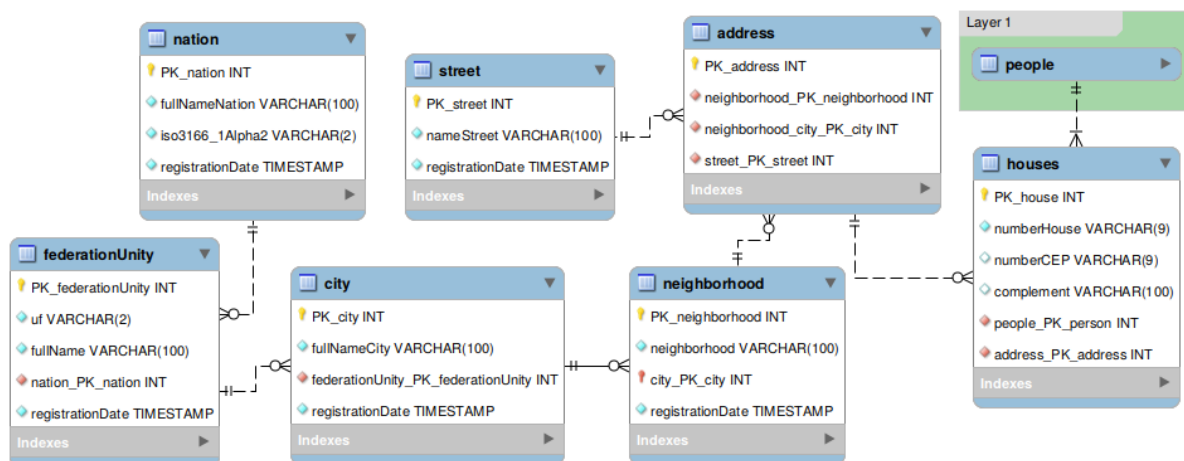 nation
PK_nation INT
fullNameNation VARCHAR(100)
iso3166_1Alpha2 VARCHAR(2)
registrationDate TIMESTAMP
Indexes
street
PK_street INT
nameStreet VARCHAR(100)
registrationDate TIMESTAMP
Indexes
address
PK_address INT
neighborhood_PK_neighborhood INT
neighborhood_city_PK_city INT
street_PK_street INT
Indexes
Layer 1
people
houses
PK_house INT
numberHouse VARCHAR(9)
numberCEP VARCHAR(9)
complement VARCHAR(100)
people_PK_person INT
address_PK_address INT
Indexes
federationUnity
PK_federationUnity INT
uf VARCHAR(2)
fullName VARCHAR(100)
nation_PK_nation INT
registrationDate TIMESTAMP
Indexes
city
PK_city INT
fullNameCity VARCHAR(100)
federationUnity_PK_federationUnity INT
registrationDate TIMESTAMP
Indexes
neighborhood
PK_neighborhood INT
neighborhood VARCHAR(100)
city_PK_city INT
registrationDate TIMESTAMP
Indexes